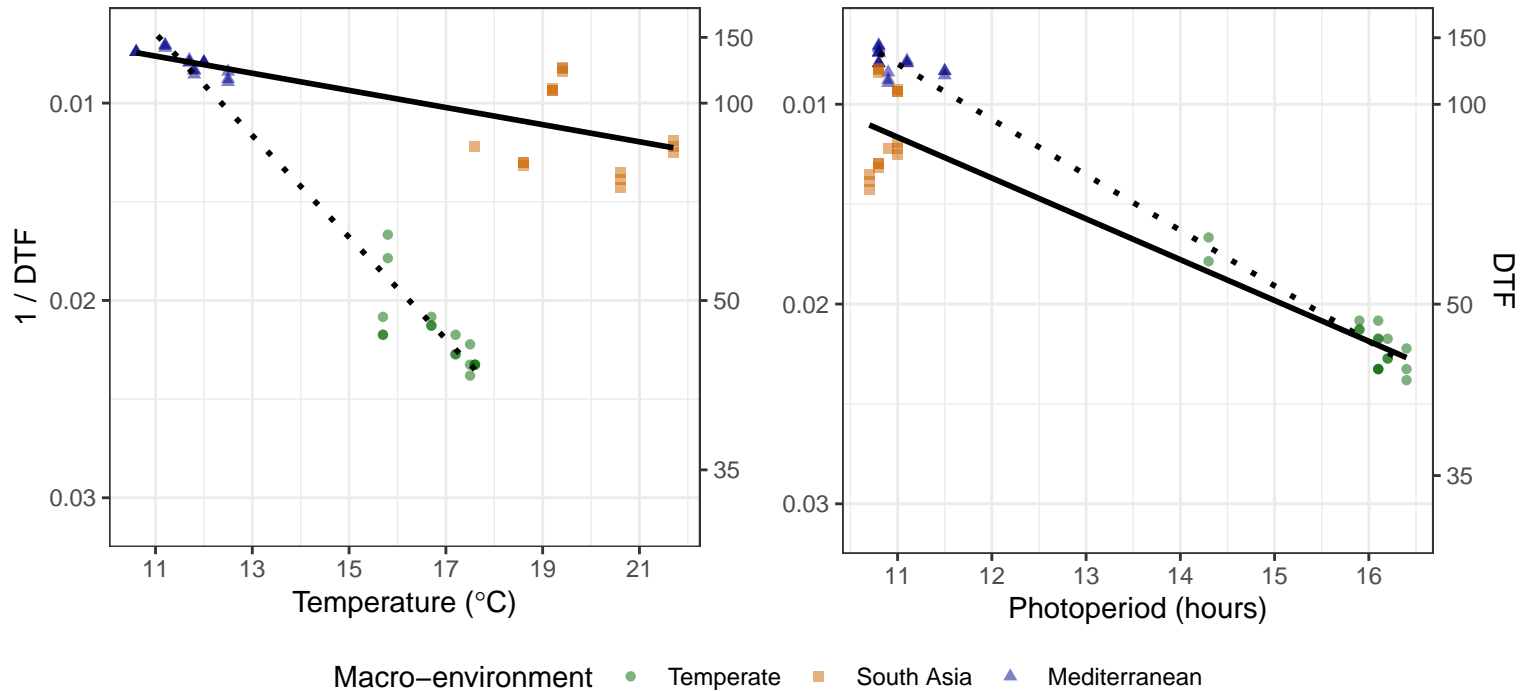 1 / DTF
0.01
0.02
0.03
150
100
50
35
11 13 15 17 19 21
Temperature (°C)
0.01
0.02
0.03
150
100
50
35
DTF
11 12 13 14 15 16
Photoperiod (hours)
Macro−environment Temperate South Asia Mediterranean